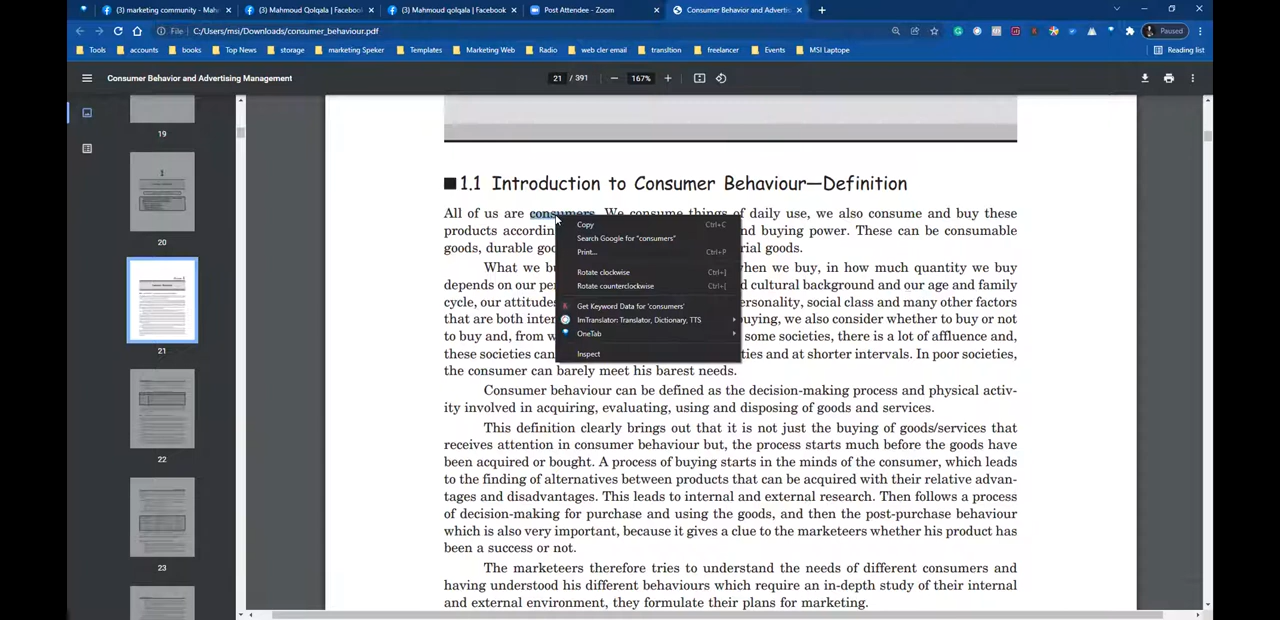 (3) marketing community - Mah
(3) Mahmoud Qolqala | Facebook
(3) Mahmoud qolqala | Facebook
Post Attendee - Zoom
Consumer Behavior and Advertisi
File | C:/Users/msi/Downloads/consumer_behaviour.pdf
Paused
Tools accounts books Top News storage marketing Speker Templates Marketing Web Radio web cler email transltion freelancer Events MSI Laptope Reading list
Consumer Behavior and Advertising Management
21 / 391
167%
19
20
21
22
23
1.1 Introduction to Consumer Behaviour—Definition
All of us are consumers. We consume things of daily use, we also consume and buy these
products accordin nd buying power. These can be consumable
goods, durable goo rial goods.
What we bu hen we buy, in how much quantity we buy
depends on our pe d cultural background and our age and family
cycle, our attitudes ersonality, social class and many other factors
that are both inter uying, we also consider whether to buy or not
to buy and, from w some societies, there is a lot of affluence and,
these societies can ties and at shorter intervals. In poor societies,
the consumer can barely meet his barest needs.
Copy Ctrl+C
Search Google for "consumers"
Print... Ctrl+P
Rotate clockwise Ctrl+]
Rotate counterclockwise Ctrl+[
Get Keyword Data for 'consumers'
ImTranslator: Translator, Dictionary, TTS
OneTab
Inspect
Consumer behaviour can be defined as the decision-making process and physical activ-
ity involved in acquiring, evaluating, using and disposing of goods and services.
This definition clearly brings out that it is not just the buying of goods/services that
receives attention in consumer behaviour but, the process starts much before the goods have
been acquired or bought. A process of buying starts in the minds of the consumer, which leads
to the finding of alternatives between products that can be acquired with their relative advan-
tages and disadvantages. This leads to internal and external research. Then follows a process
of decision-making for purchase and using the goods, and then the post-purchase behaviour
which is also very important, because it gives a clue to the marketeers whether his product has
been a success or not.
The marketeers therefore tries to understand the needs of different consumers and
having understood his different behaviours which require an in-depth study of their internal
and external environment, they formulate their plans for marketing.